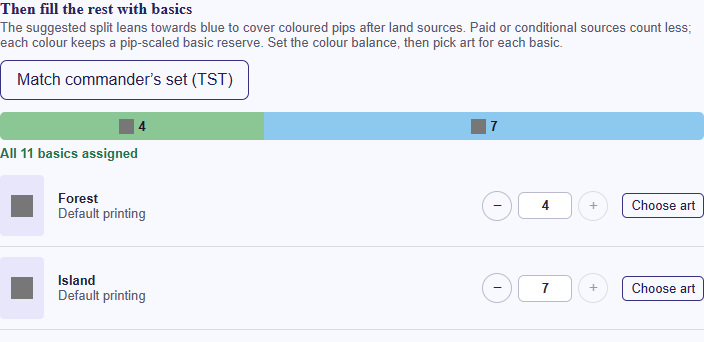 Then fill the rest with basics
The suggested split leans towards blue to cover coloured pips after land sources. Paid or conditional sources count less;
each colour keeps a pip-scaled basic reserve. Set the colour balance, then pick art for each basic.
Match commander’s set (TST)
4 7
All 11 basics assigned
Forest
Default printing
− 4 + Choose art
Island
Default printing
− 7 + Choose art